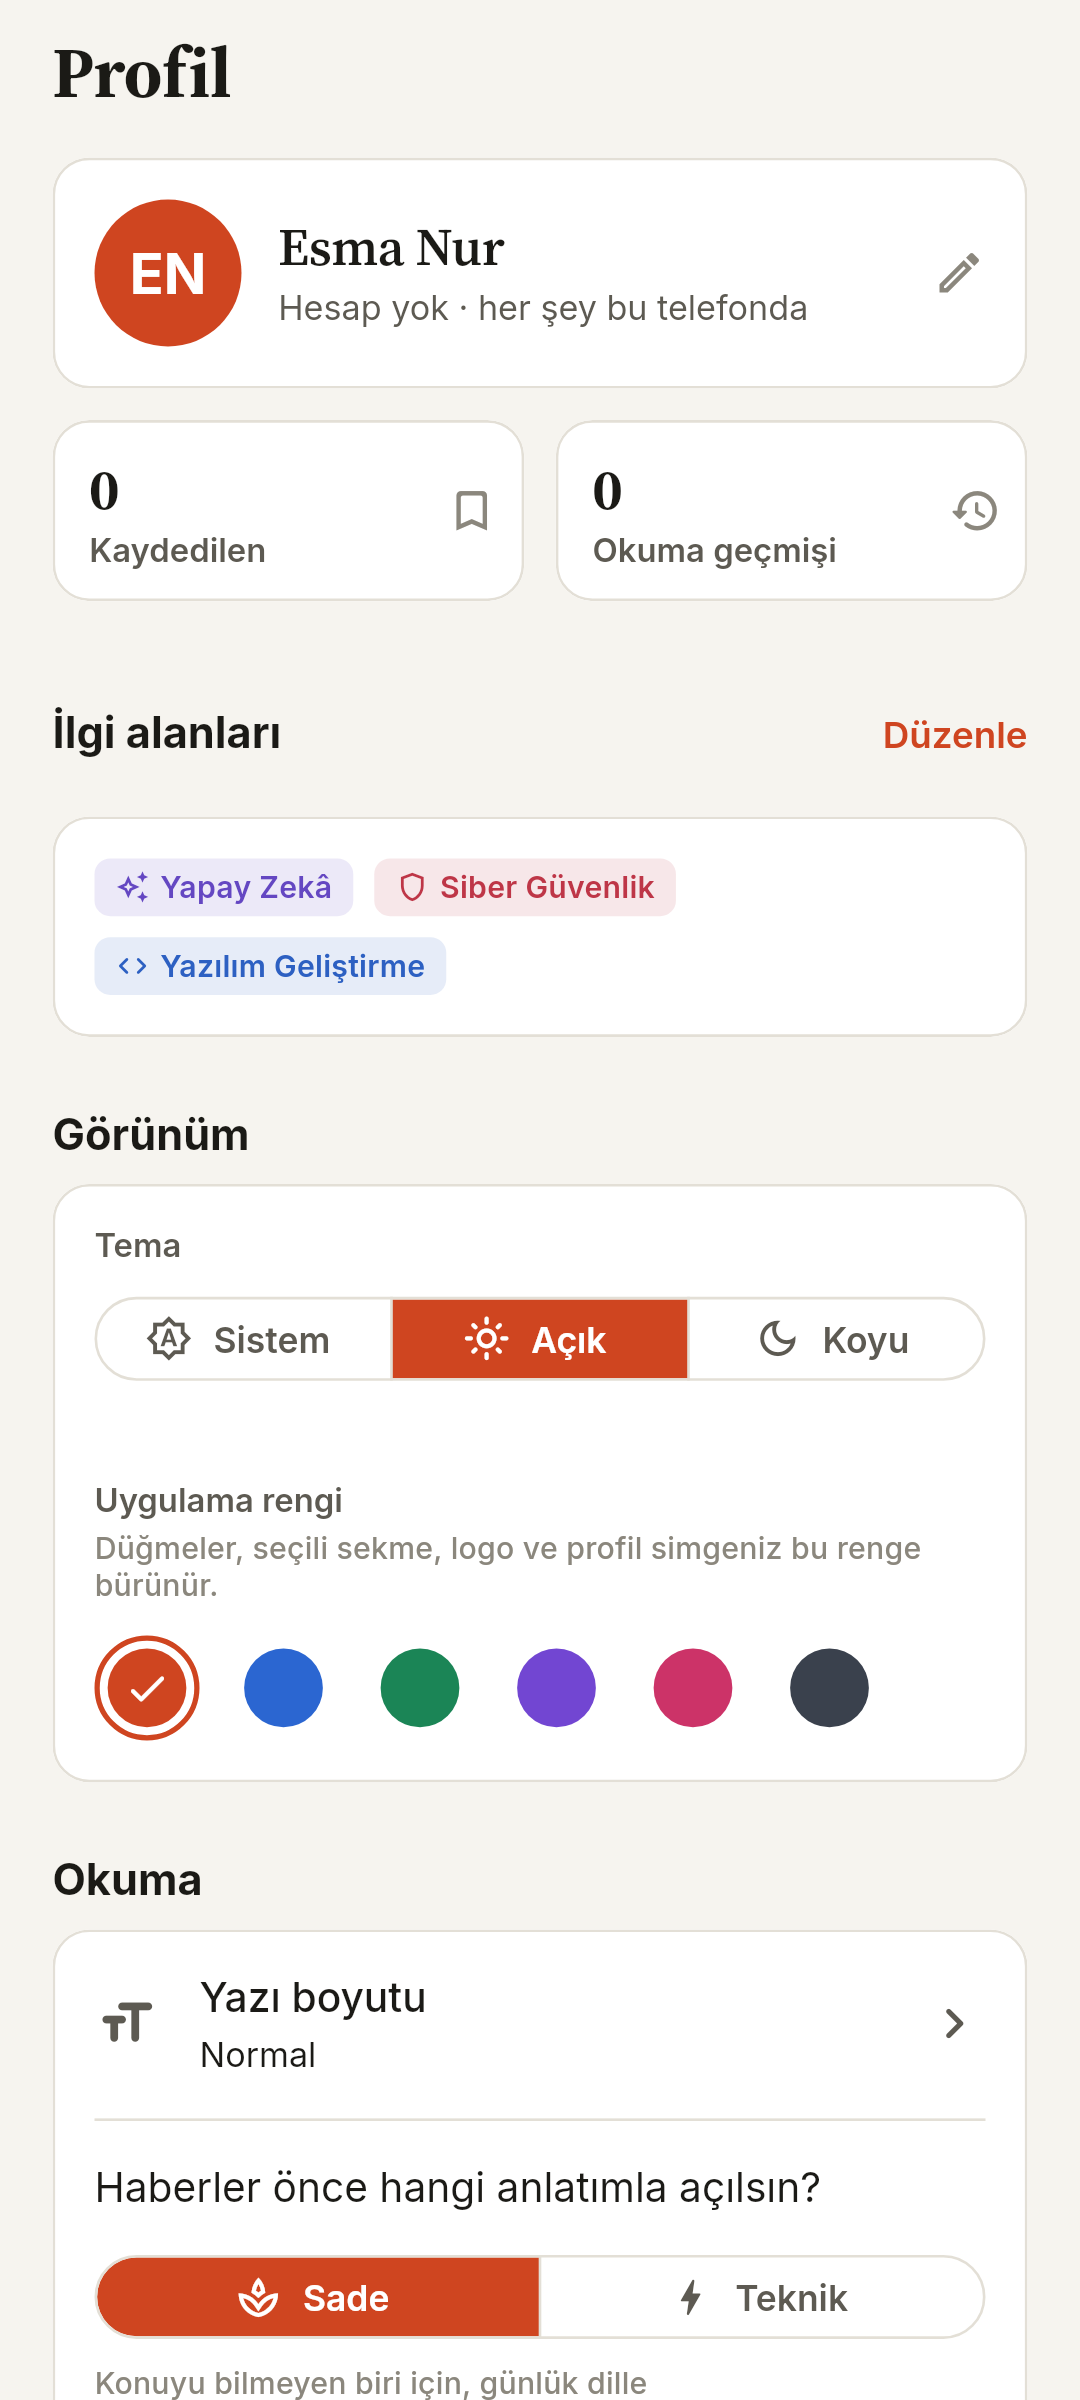 Profil
EN
Esma Nur
Hesap yok · her şey bu telefonda
0
Kaydedilen
0
Okuma geçmişi
İlgi alanları
Düzenle
Yapay Zekâ
Siber Güvenlik
Yazılım Geliştirme
Görünüm
Tema
Sistem
Açık
Koyu
Uygulama rengi
Düğmeler, seçili sekme, logo ve profil simgeniz bu renge
bürünür.
Okuma
Yazı boyutu
Normal
Haberler önce hangi anlatımla açılsın?
Sade
Teknik
Konuyu bilmeyen biri için, günlük dille